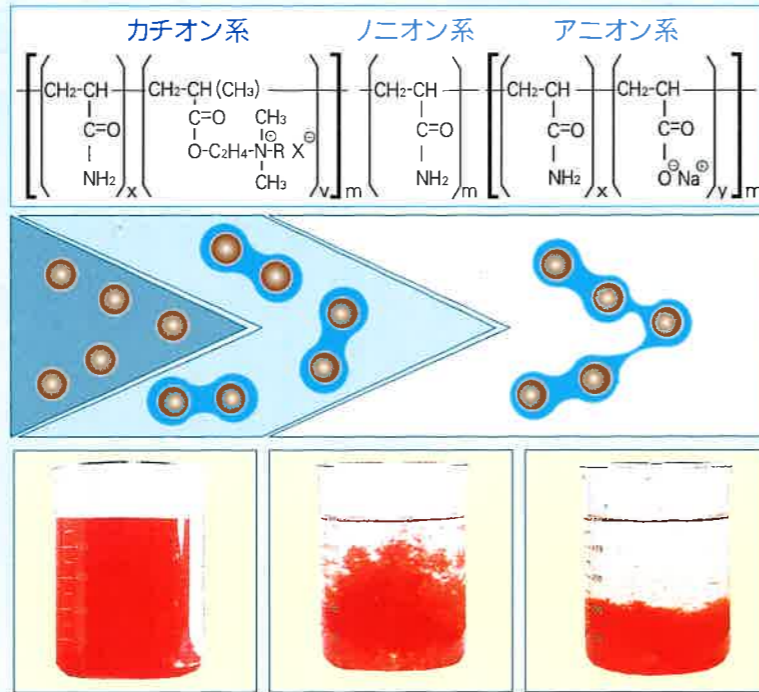 カチオン系 ノニオン系 アニオン系
CH2-CH CH2-CH(CH3) CH2-CH CH2-CH CH2-CH
C=O C=O CH3 C=O C=O C=O
O-C2H4-N⊕-R X⊖
NH2 CH3 NH2 NH2 O⊖Na⊕
x y m m x y m